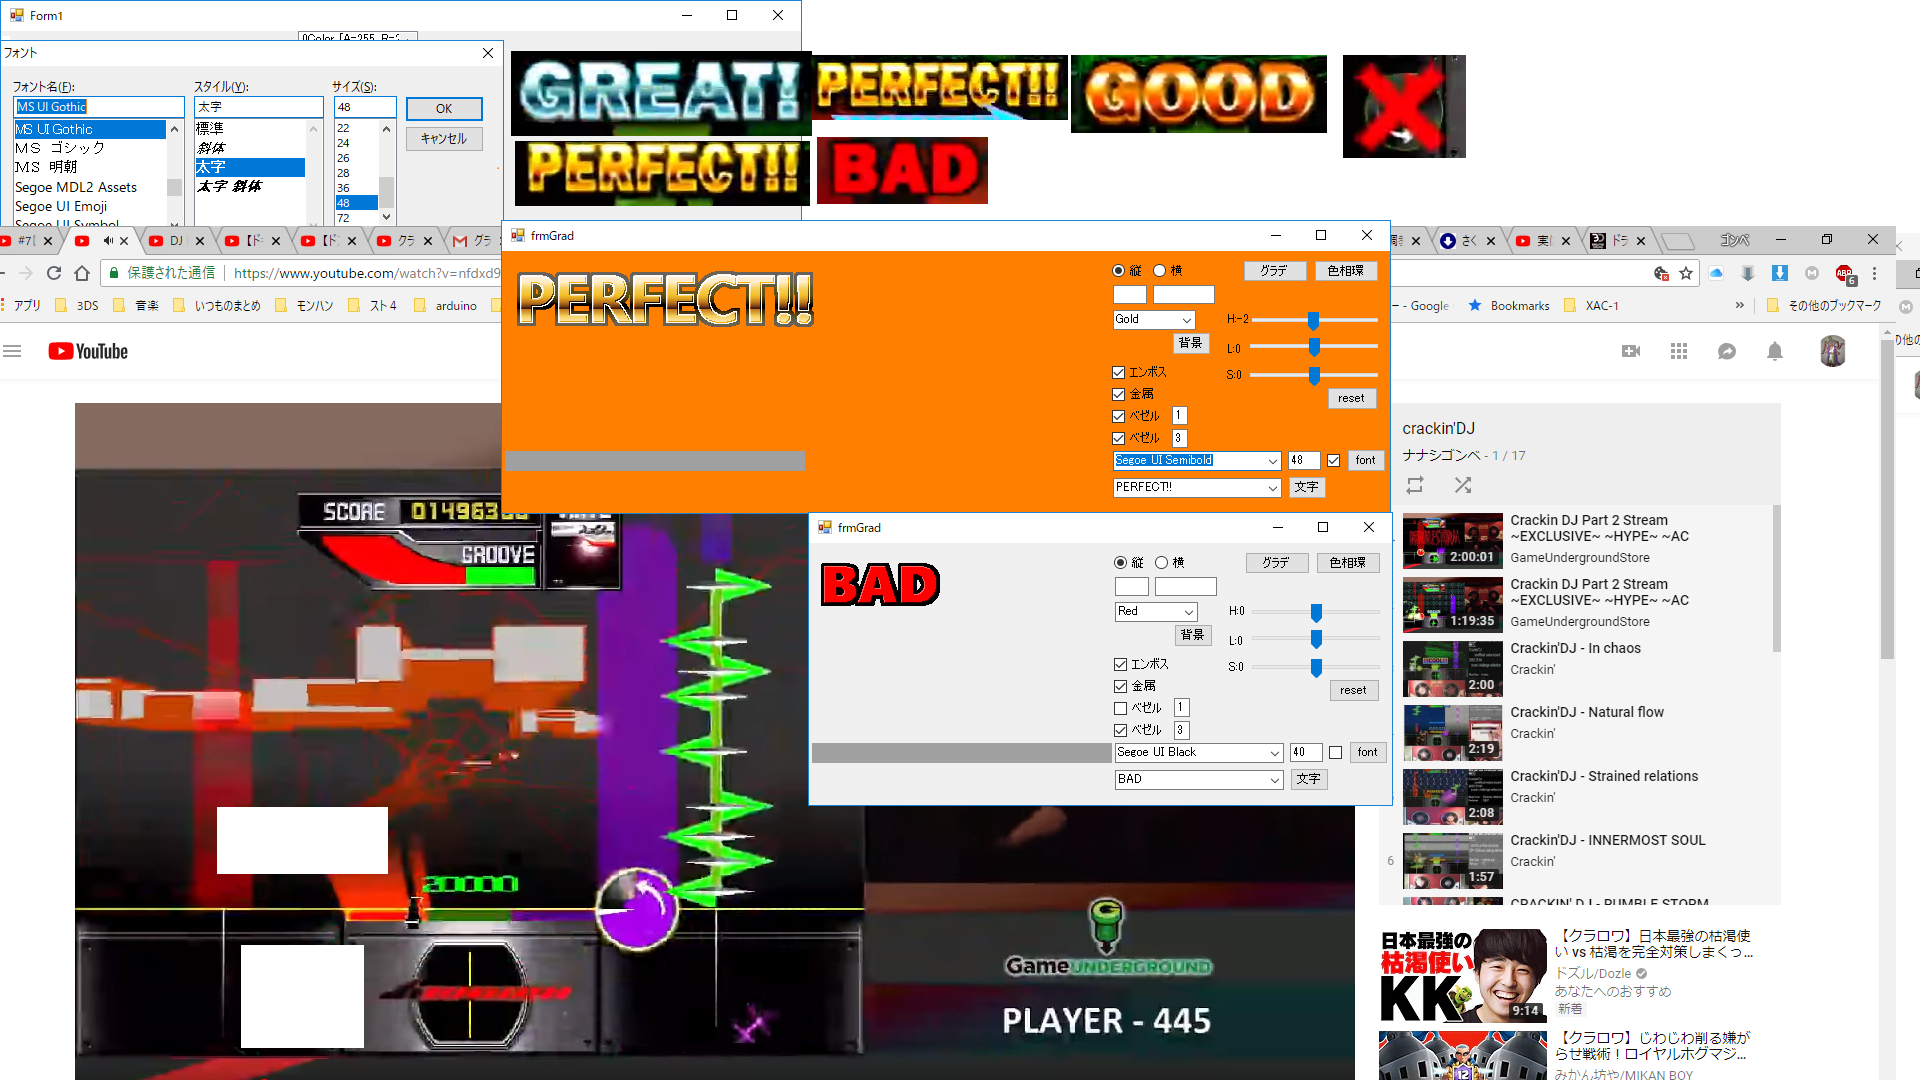 Form1
フォント
フォント名(F):
スタイル(Y):
サイズ(S):
MS UI Gothic
太字
48
OK
キャンセル
MS UI Gothic
MS ゴシック
MS 明朝
Segoe MDL2 Assets
Segoe UI Emoji
標準
斜体
太字
太字 斜体
22
24
26
28
36
48
72
GREAT!
PERFECT!!
GOOD
PERFECT!!
BAD
frmGrad
PERFECT!!
縦
横
グラデ
色相環
Gold
H:-2
背景
L:0
エンボス
S:0
金属
reset
ベゼル
1
ベゼル
3
Segoe UI Semibold
48
font
PERFECT!!
文字
frmGrad
BAD
縦
横
グラデ
色相環
Red
H:0
背景
L:0
エンボス
S:0
金属
reset
ベゼル
1
ベゼル
3
Segoe UI Black
40
font
BAD
文字
ゴンベ
保護された通信
https://www.youtube.com/watch?v=nfdxd9
アプリ
3DS
音楽
いつものまとめ
モンハン
スト4
arduino
- Google
Bookmarks
XAC-1
»
その他のブックマーク
YouTube
SCORE
GROOVE
20000
GameUNDERGROUND
PLAYER - 445
crackin'DJ
ナナシゴンベ - 1 / 17
Crackin DJ Part 2 Stream
~EXCLUSIVE~ ~HYPE~ ~AC
GameUndergroundStore
2:00:01
Crackin DJ Part 2 Stream
~EXCLUSIVE~ ~HYPE~ ~AC
GameUndergroundStore
1:19:35
Crackin'DJ - In chaos
Crackin'
2:00
Crackin'DJ - Natural flow
Crackin'
2:19
Crackin'DJ - Strained relations
Crackin'
2:08
6
Crackin'DJ - INNERMOST SOUL
Crackin'
1:57
CRACKIN' DJ - RUMBLE STORM
日本最強の
枯渇使い
KK
9:14
【クラロワ】日本最強の枯渇使
い vs 枯渇を完全対策しまくっ...
ドズル/Dozle
あなたへのおすすめ
新着
【クラロワ】じわじわ削る嫌が
らせ戦術！ロイヤルホグマジ...
みかん坊や/MIKAN BOY